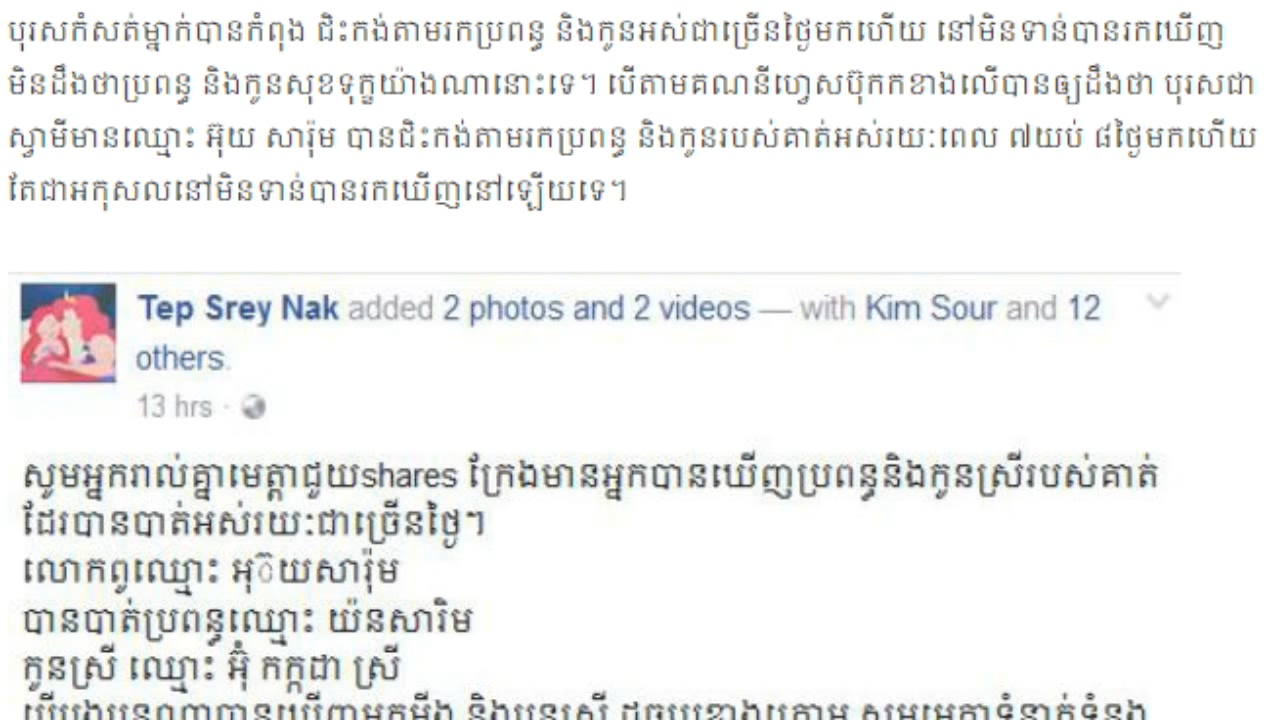 បុរសកំសត់ម្នាក់បានកំពុង ជិះកង់តាមរកប្រពន្ធ និងកូនអស់ជាច្រើនថ្ងៃមកហើយ នៅមិនទាន់បានរកឃើញ
មិនដឹងថាប្រពន្ធ និងកូនសុខទុក្ខយ៉ាងណានោះទេ។ បើតាមគណនីហ្វេសប៊ុកកខាងលើបានឲ្យដឹងថា បុរសជា
ស្វាមីមានឈ្មោះ អ៊ុយ សារ៉ុម បានជិះកង់តាមរកប្រពន្ធ និងកូនរបស់គាត់អស់រយៈពេល ៧យប់ ៨ថ្ងៃមកហើយ
តែជាអកុសលនៅមិនទាន់បានរកឃើញនៅឡើយទេ។
Tep Srey Nak added 2 photos and 2 videos — with Kim Sour and 12
others.
13 hrs ·
សូមអ្នករាល់គ្នាមេត្តាជួយshares ក្រែងមានអ្នកបានឃើញប្រពន្ធនិងកូនស្រីរបស់គាត់
ដែរបានបាត់អស់រយៈជាច្រើនថ្ងៃៗ
លោកពូឈ្មោះ អុ៊យសារ៉ុម
បានបាត់ប្រពន្ធឈ្មោះ យ៉នសារិម
កូនស្រី ឈ្មោះ អ៊ុំ កក្កដា ស្រី